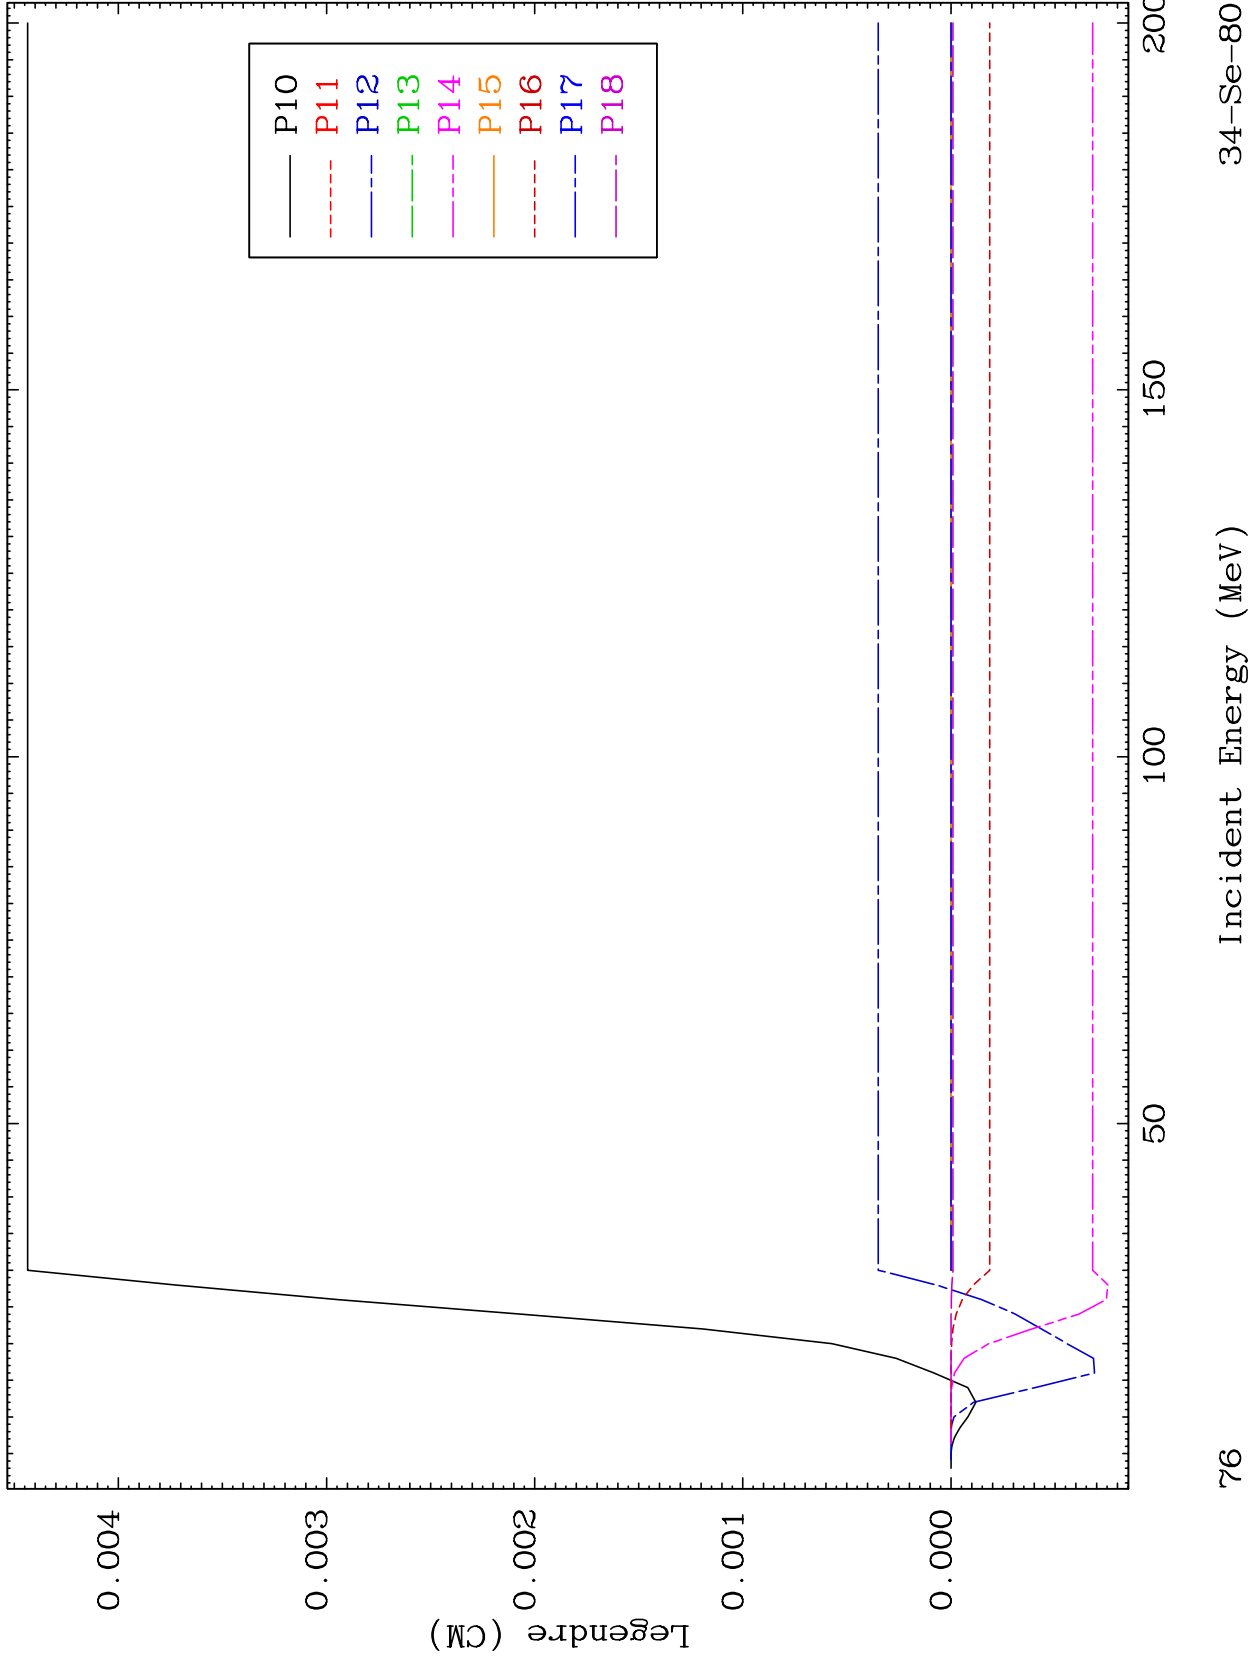 Legendre (CM)
0.004
0.003
0.002
0.001
0.000
P10
P11
P12
P13
P14
P15
P16
P17
P18
50
100
150
200
76
Incident Energy (MeV)
34-Se-80